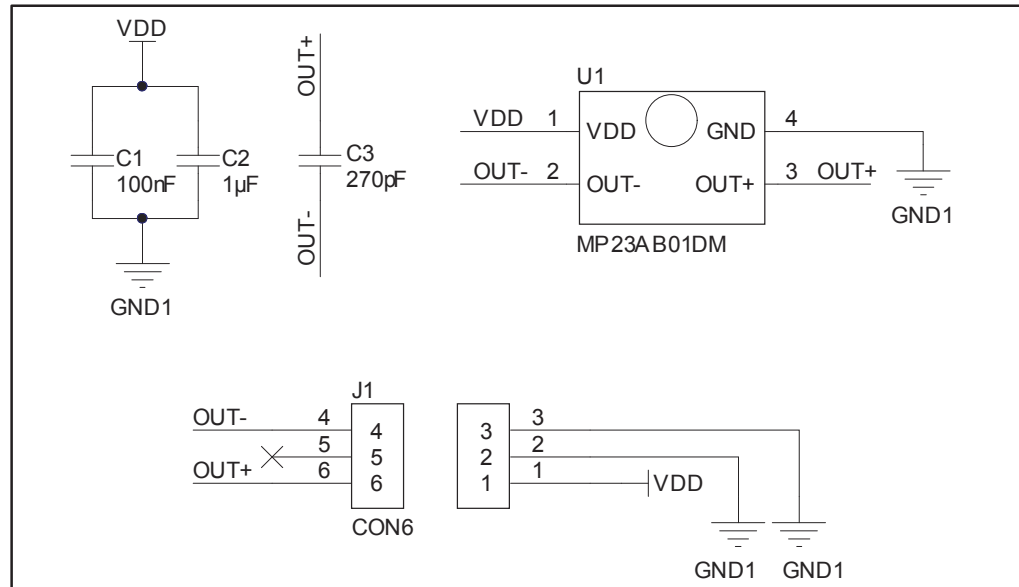 VDD
C1
100nF
C2
1µF
GND1
OUT+
C3
270pF
OUT-
U1
VDD 1 VDD GND 4
OUT- 2 OUT- OUT+ 3 OUT+
GND1
MP23AB01DM
J1
OUT- 4 4
5 5
OUT+ 6 6
CON6
3 3
2 2
1 1 VDD
GND1 GND1